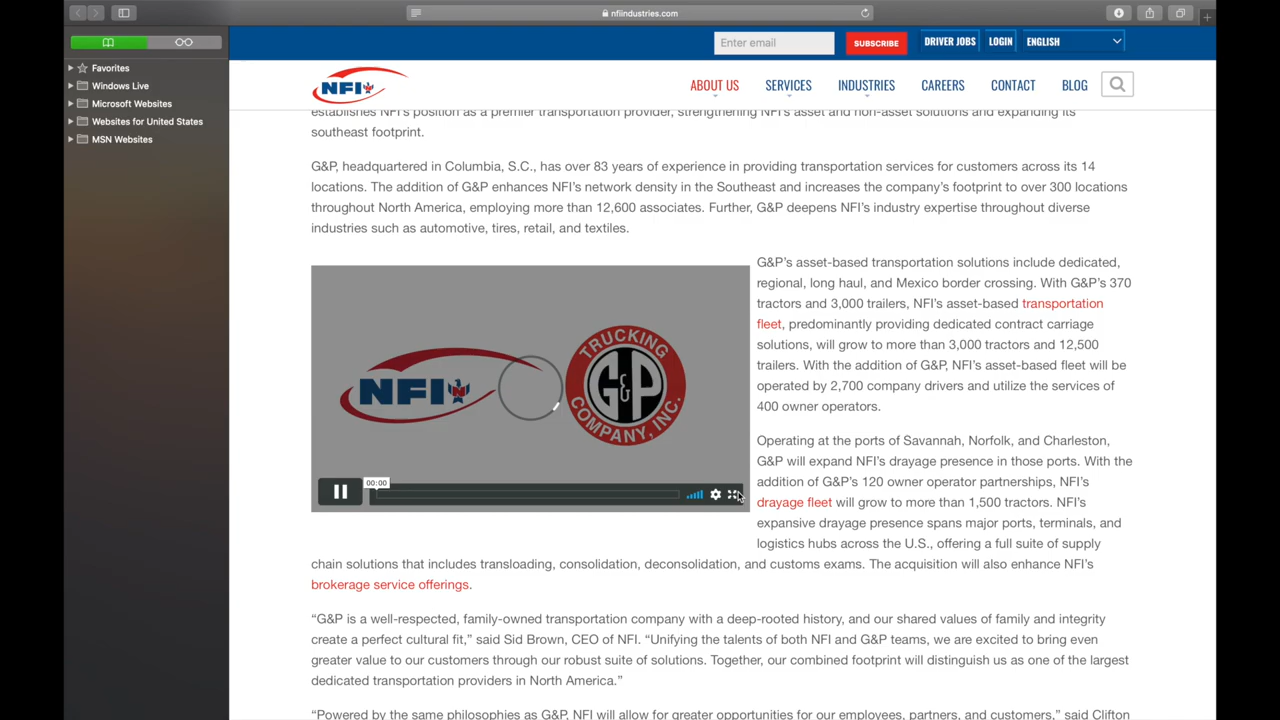 nfiindustries.com
Enter email
SUBSCRIBE
DRIVER JOBS
LOGIN
ENGLISH
Favorites
Windows Live
Microsoft Websites
Websites for United States
MSN Websites
NFI
ABOUT US
SERVICES
INDUSTRIES
CAREERS
CONTACT
BLOG
establishes NFI's position as a premier transportation provider, strengthening NFI's asset and non-asset solutions and expanding its
southeast footprint.
G&P, headquartered in Columbia, S.C., has over 83 years of experience in providing transportation services for customers across its 14
locations. The addition of G&P enhances NFI's network density in the Southeast and increases the company's footprint to over 300 locations
throughout North America, employing more than 12,600 associates. Further, G&P deepens NFI's industry expertise throughout diverse
industries such as automotive, tires, retail, and textiles.
NFI
TRUCKING
G&P
COMPANY, INC.
00:00
G&P's asset-based transportation solutions include dedicated,
regional, long haul, and Mexico border crossing. With G&P's 370
tractors and 3,000 trailers, NFI's asset-based transportation
fleet, predominantly providing dedicated contract carriage
solutions, will grow to more than 3,000 tractors and 12,500
trailers. With the addition of G&P, NFI's asset-based fleet will be
operated by 2,700 company drivers and utilize the services of
400 owner operators.
Operating at the ports of Savannah, Norfolk, and Charleston,
G&P will expand NFI's drayage presence in those ports. With the
addition of G&P's 120 owner operator partnerships, NFI's
drayage fleet will grow to more than 1,500 tractors. NFI's
expansive drayage presence spans major ports, terminals, and
logistics hubs across the U.S., offering a full suite of supply
chain solutions that includes transloading, consolidation, deconsolidation, and customs exams. The acquisition will also enhance NFI's
brokerage service offerings.
“G&P is a well-respected, family-owned transportation company with a deep-rooted history, and our shared values of family and integrity
create a perfect cultural fit,” said Sid Brown, CEO of NFI. “Unifying the talents of both NFI and G&P teams, we are excited to bring even
greater value to our customers through our robust suite of solutions. Together, our combined footprint will distinguish us as one of the largest
dedicated transportation providers in North America.”
“Powered by the same philosophies as G&P, NFI will allow for greater opportunities for our employees, partners, and customers,” said Clifton